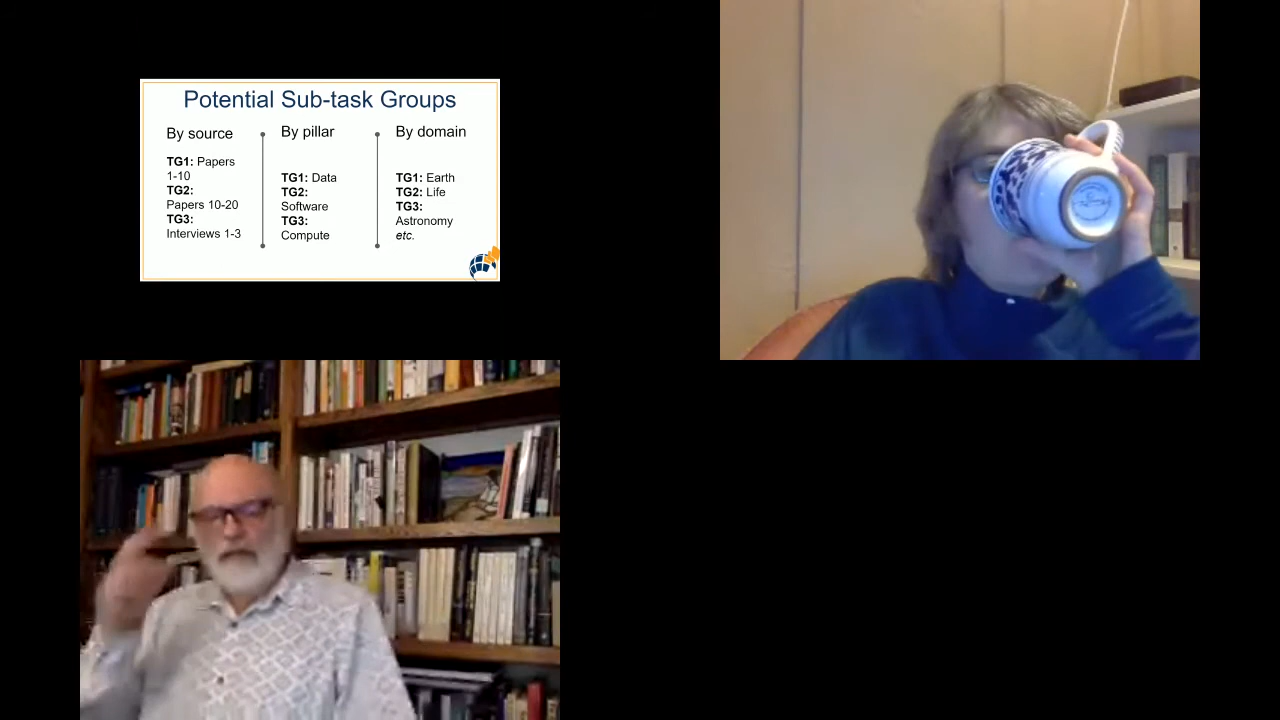 Potential Sub-task Groups
By source
TG1: Papers
1-10
TG2:
Papers 10-20
TG3:
Interviews 1-3
By pillar
TG1: Data
TG2:
Software
TG3:
Compute
By domain
TG1: Earth
TG2: Life
TG3:
Astronomy
etc.